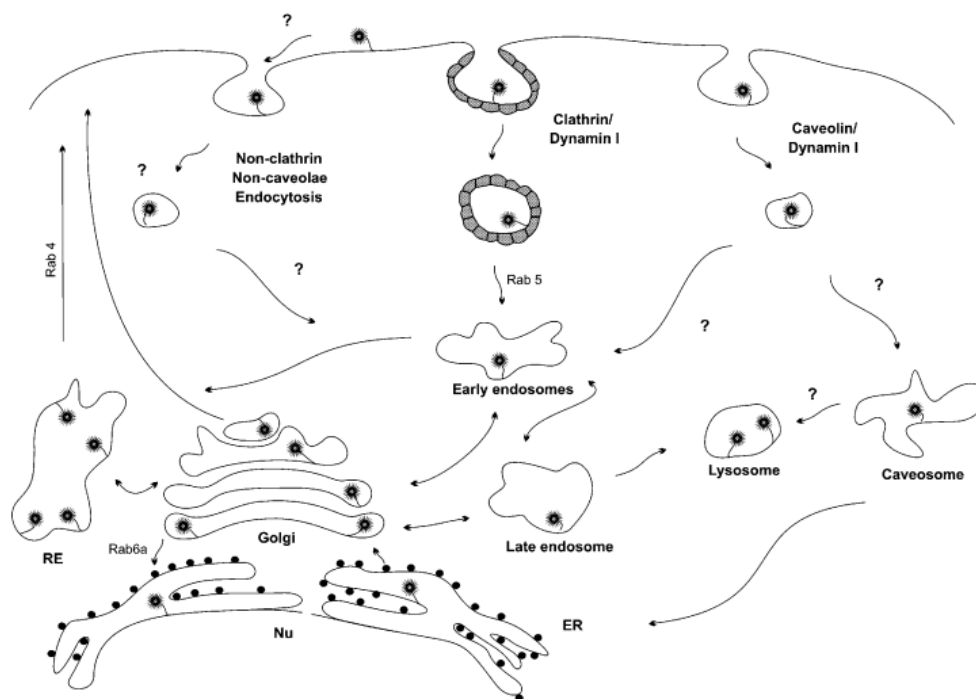 ?
Clathrin/
Dynamin I
Caveolin/
Dynamin I
Non-clathrin
Non-caveolae
Endocytosis
?
Rab 4
?
Rab 5
?
?
Early endosomes
?
Lysosome
Caveosome
Golgi
Late endosome
RE
Rab6a
Nu
ER